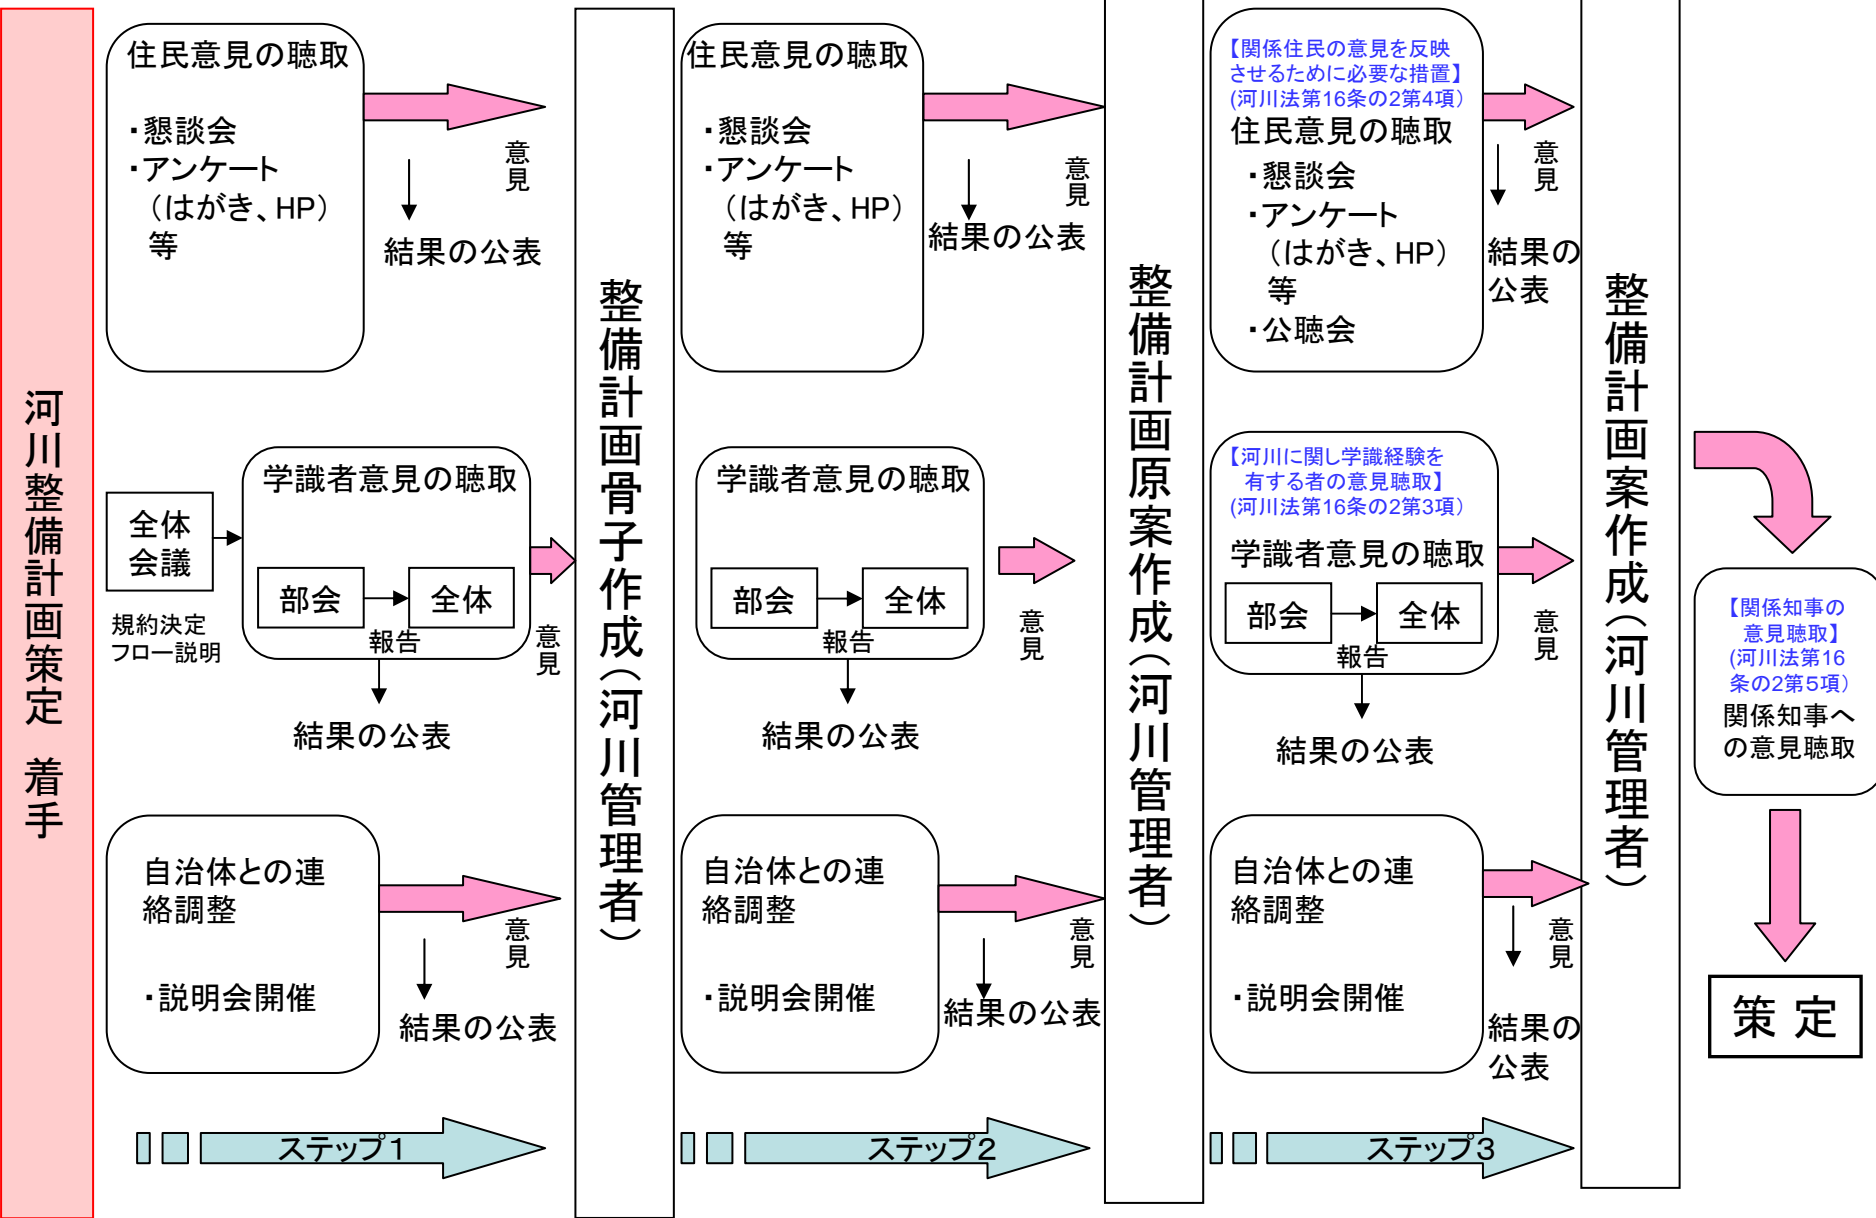 河川整備計画策定 着手
住民意見の聴取
・懇談会
・アンケート
（はがき、HP）
等
意見
結果の公表
全体
会議
規約決定
フロー説明
学識者意見の聴取
部会
全体
報告
意見
結果の公表
自治体との連
絡調整
・説明会開催
意見
結果の公表
ステップ1
整備計画骨子作成（河川管理者）
住民意見の聴取
・懇談会
・アンケート
（はがき、HP）
等
意見
結果の公表
学識者意見の聴取
部会
全体
報告
意見
結果の公表
自治体との連
絡調整
・説明会開催
意見
結果の公表
ステップ2
整備計画原案作成（河川管理者）
【関係住民の意見を反映
させるために必要な措置】
(河川法第16条の2第4項）
住民意見の聴取
・懇談会
・アンケート
（はがき、HP）
等
・公聴会
意見
結果の
公表
【河川に関し学識経験を
有する者の意見聴取】
(河川法第16条の2第3項）
学識者意見の聴取
部会
全体
報告
意見
結果の公表
自治体との連
絡調整
・説明会開催
意見
結果の
公表
ステップ3
整備計画案作成（河川管理者）
【関係知事の
意見聴取】
(河川法第16
条の2第５項）
関係知事へ
の意見聴取
策 定